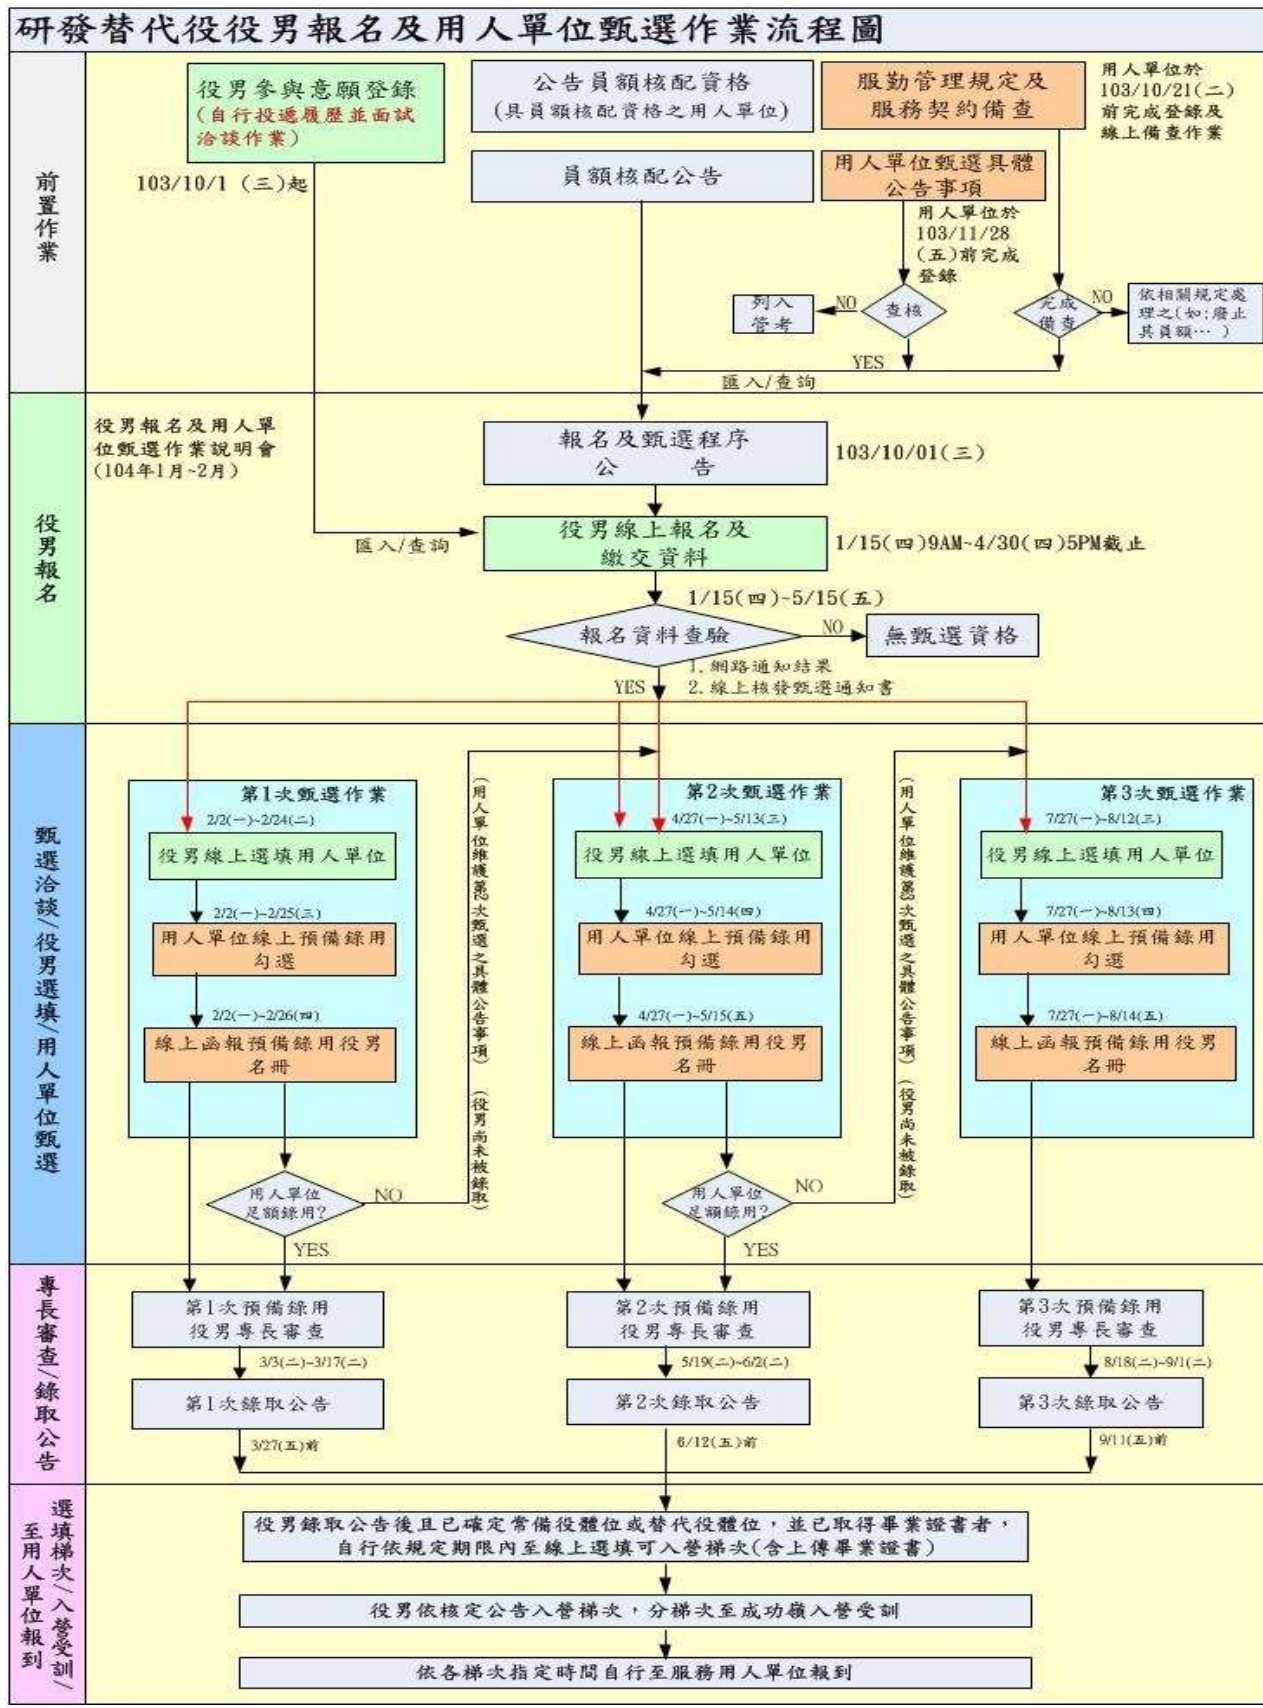 研發替代役役男報名及用人單位甄選作業流程圖
前置作業
役男參與意願登錄
(自行投遞履歷並面試
洽談作業)
103/10/1 (三)起
公告員額核配資格
(具員額核配資格之用人單位)
員額核配公告
服勤管理規定及
服務契約備查
用人單位於
103/10/21(二)
前完成登錄及
線上備查作業
用人單位甄選具體
公告事項
用人單位於
103/11/28
(五)前完成
登錄
列入
管考
NO
查核
完成
備查
NO
依相關規定處
理之(如:廢止
其員額…)
YES
匯入/查詢
役男報名
役男報名及用人單
位甄選作業說明會
(104年1月~2月)
報名及甄選程序
公 告
103/10/01(三)
匯入/查詢
役男線上報名及
繳交資料
1/15(四)9AM~4/30(四)5PM截止
1/15(四)~5/15(五)
報名資料查驗
NO
無甄選資格
YES
1.網路通知結果
2.線上核發甄選通知書
甄選洽談/役男選填/用人單位甄選
第1次甄選作業
2/2(一)~2/24(二)
役男線上選填用人單位
2/2(一)~2/25(三)
用人單位線上預備錄用
勾選
2/2(一)~2/26(四)
線上函報預備錄用役男
名冊
用人單位
足額錄用?
NO
YES
(用人單位維護第2次甄選之具體公告事項)
(役男尚未被錄取)
第2次甄選作業
4/27(一)~5/13(三)
役男線上選填用人單位
4/27(一)~5/14(四)
用人單位線上預備錄用
勾選
4/27(一)~5/15(五)
線上函報預備錄用役男
名冊
用人單位
足額錄用?
NO
YES
(用人單位維護第3次甄選之具體公告事項)
(役男尚未被錄取)
第3次甄選作業
7/27(一)~8/12(三)
役男線上選填用人單位
7/27(一)~8/13(四)
用人單位線上預備錄用
勾選
7/27(一)~8/14(五)
線上函報預備錄用役男
名冊
專長審查/錄取公告
第1次預備錄用
役男專長審查
3/3(二)~3/17(二)
第1次錄取公告
3/27(五)前
第2次預備錄用
役男專長審查
5/19(二)~6/2(二)
第2次錄取公告
6/12(五)前
第3次預備錄用
役男專長審查
8/18(二)~9/1(二)
第3次錄取公告
9/11(五)前
選填梯次/入營受訓/
至用人單位報到
役男錄取公告後且已確定常備役體位或替代役體位,並已取得畢業證書者,
自行依規定期限內至線上選填可入營梯次(含上傳畢業證書)
役男依核定公告入營梯次,分梯次至成功嶺入營受訓
依各梯次指定時間自行至服務用人單位報到